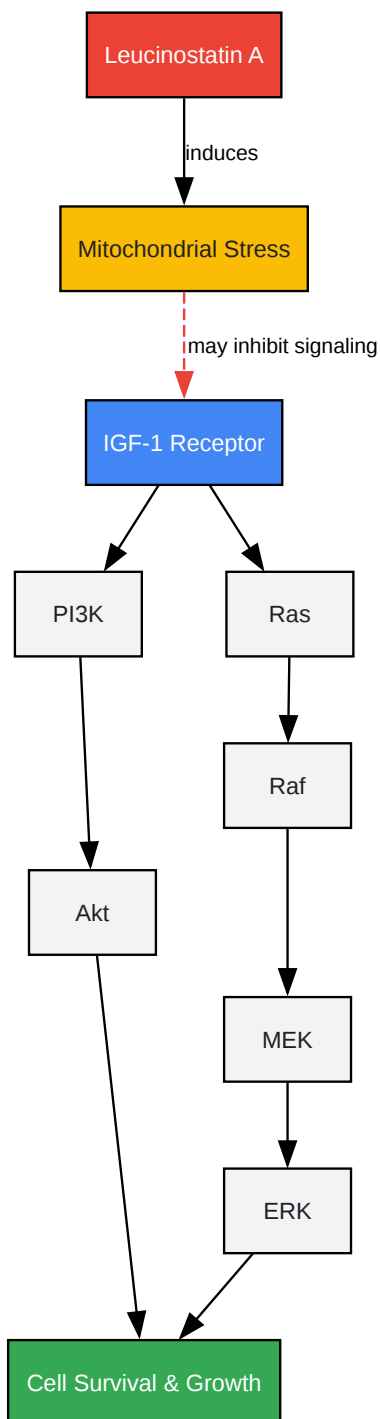 Leucinostatin A
induces
Mitochondrial Stress
may inhibit signaling
IGF-1 Receptor
PI3K
Ras
Raf
Akt
MEK
ERK
Cell Survival & Growth